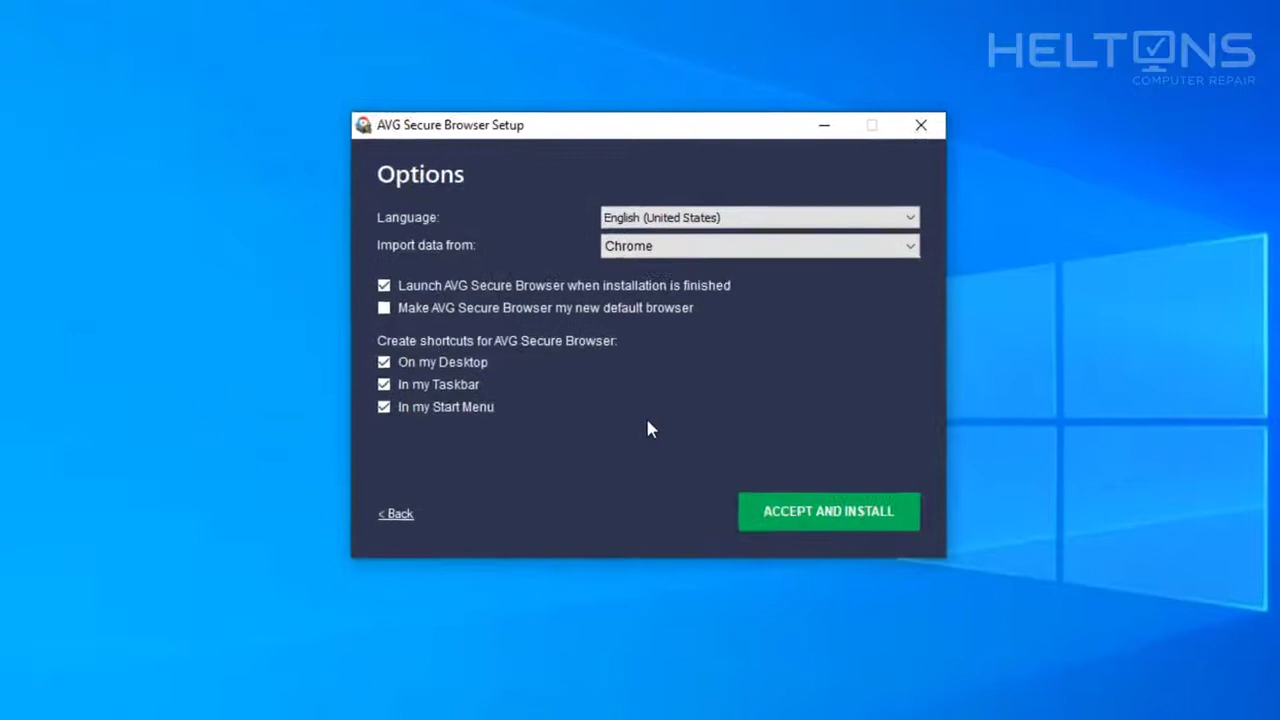 HELTONS
COMPUTER REPAIR
AVG Secure Browser Setup
Options
Language:
English (United States)
Import data from:
Chrome
Launch AVG Secure Browser when installation is finished
Make AVG Secure Browser my new default browser
Create shortcuts for AVG Secure Browser:
On my Desktop
In my Taskbar
In my Start Menu
< Back
ACCEPT AND INSTALL